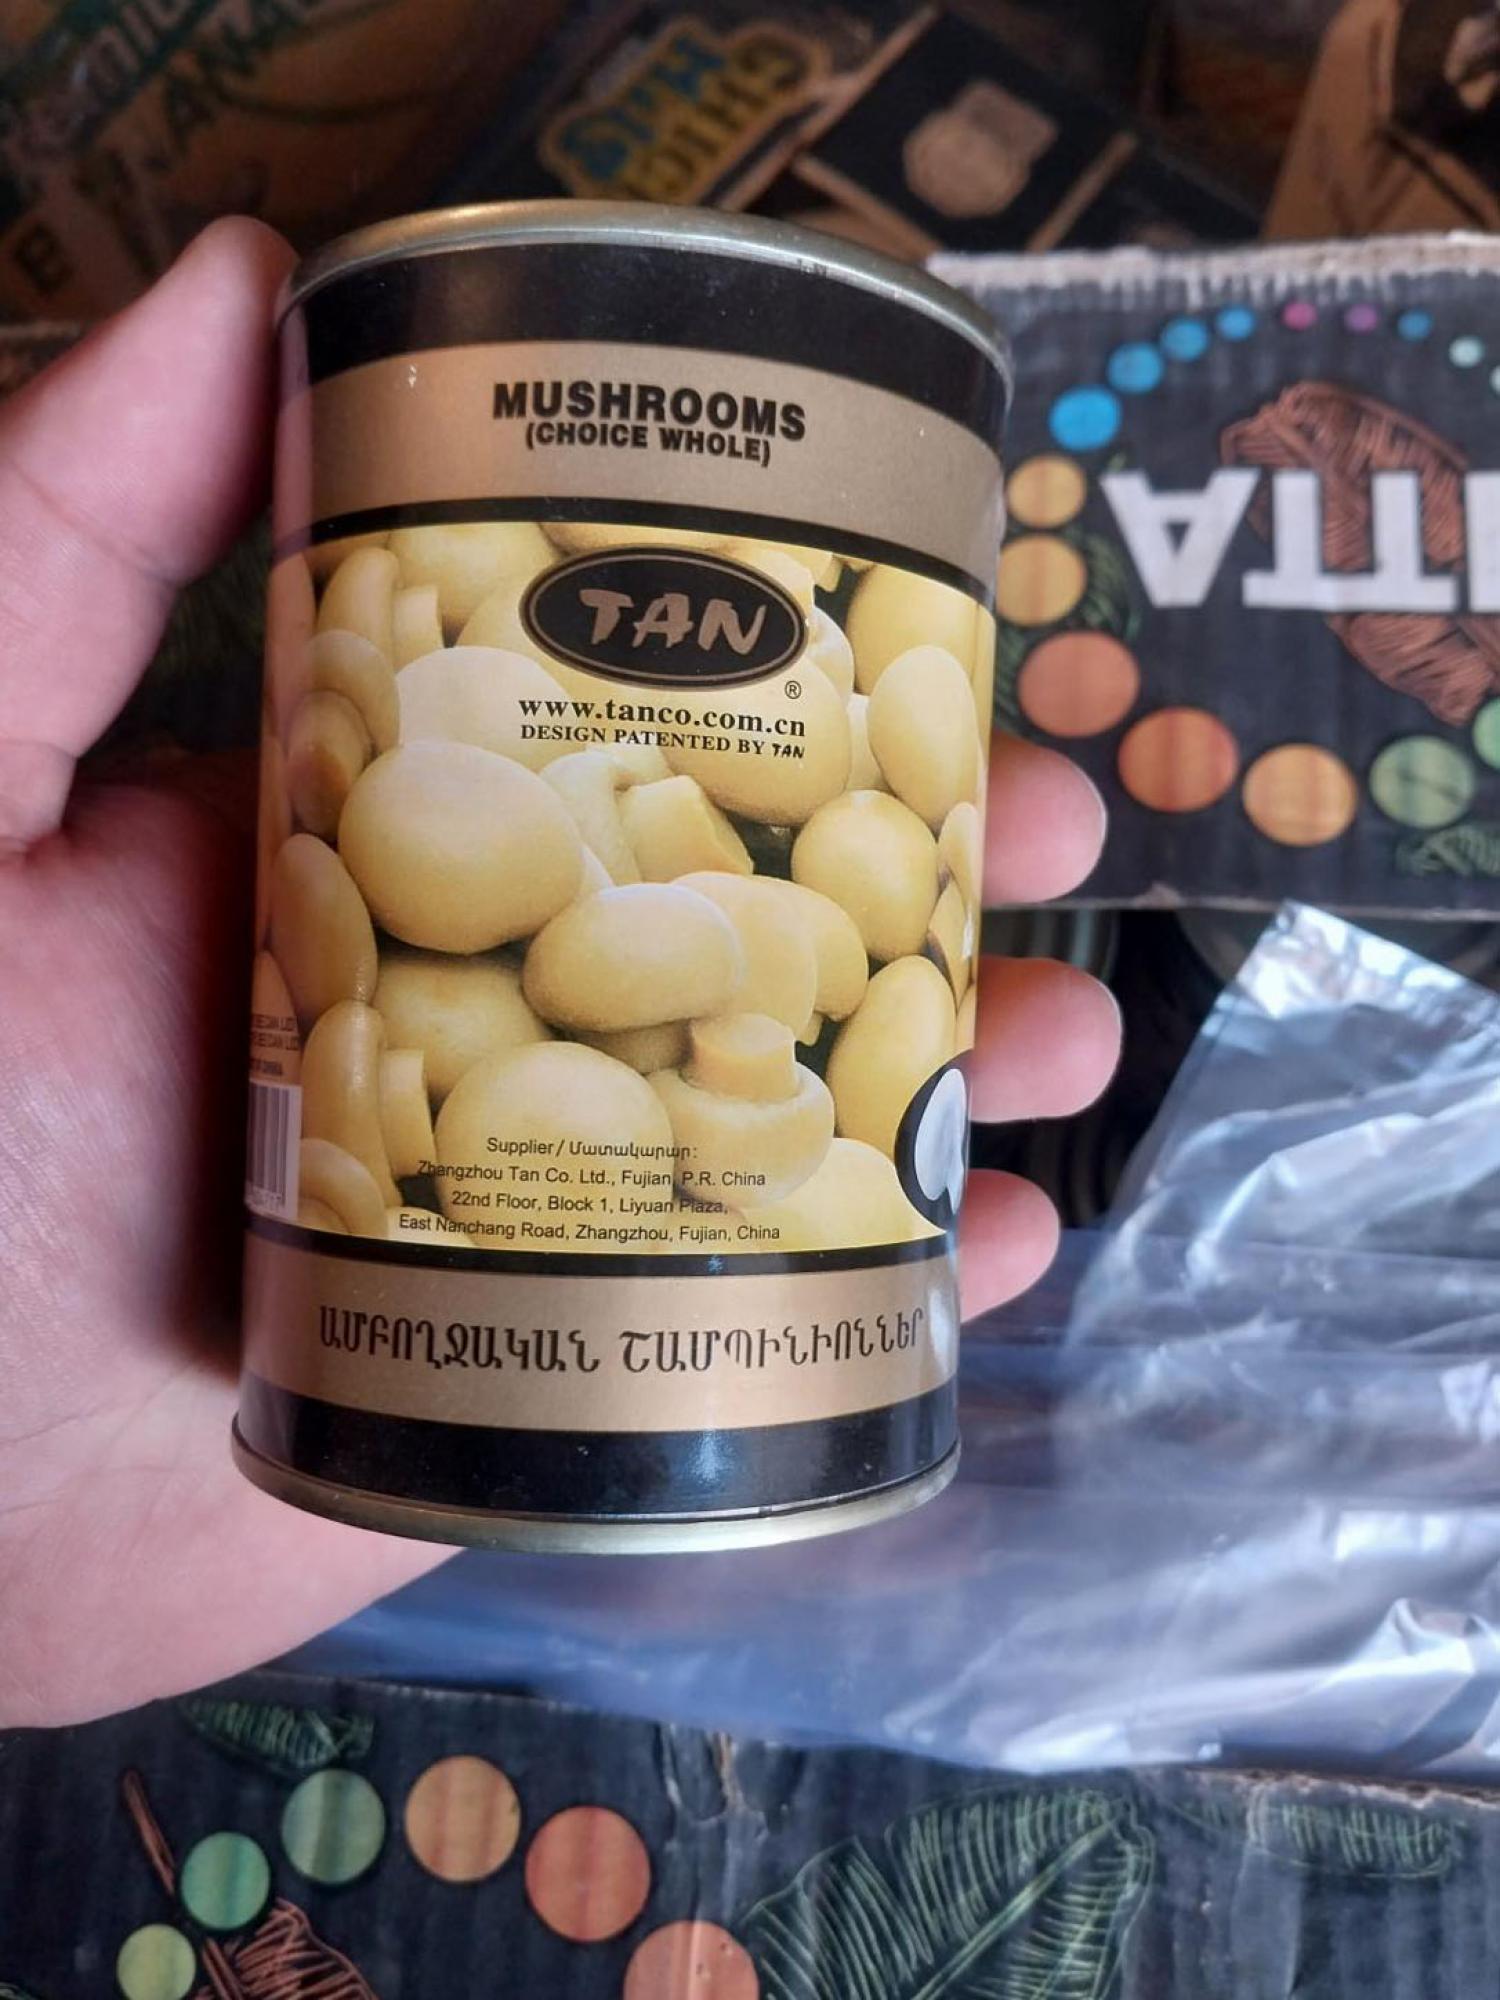 MUSHROOMS
(CHOICE WHOLE)
TAN
®
www.tanco.com.cn
DESIGN PATENTED BY TAN
Supplier / Մատակարար:
Zhangzhou Tan Co. Ltd., Fujian, P.R. China
22nd Floor, Block 1, Liyuan Plaza,
East Nanchang Road, Zhangzhou, Fujian, China
ԱՄԲՈՂՋԱԿԱՆ ՇԱՄՊԻՆԻՈՆՆԵՐ